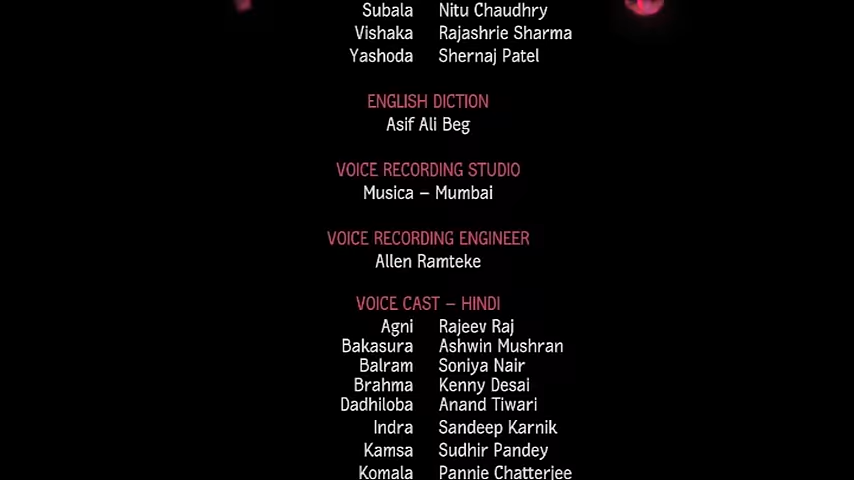 Subala Nitu Chaudhry
Vishaka Rajashrie Sharma
Yashoda Shernaj Patel
ENGLISH DICTION
Asif Ali Beg
VOICE RECORDING STUDIO
Musica – Mumbai
VOICE RECORDING ENGINEER
Allen Ramteke
VOICE CAST – HINDI
Agni Rajeev Raj
Bakasura Ashwin Mushran
Balram Soniya Nair
Brahma Kenny Desai
Dadhiloba Anand Tiwari
Indra Sandeep Karnik
Kamsa Sudhir Pandey
Komala Pannie Chatterjee